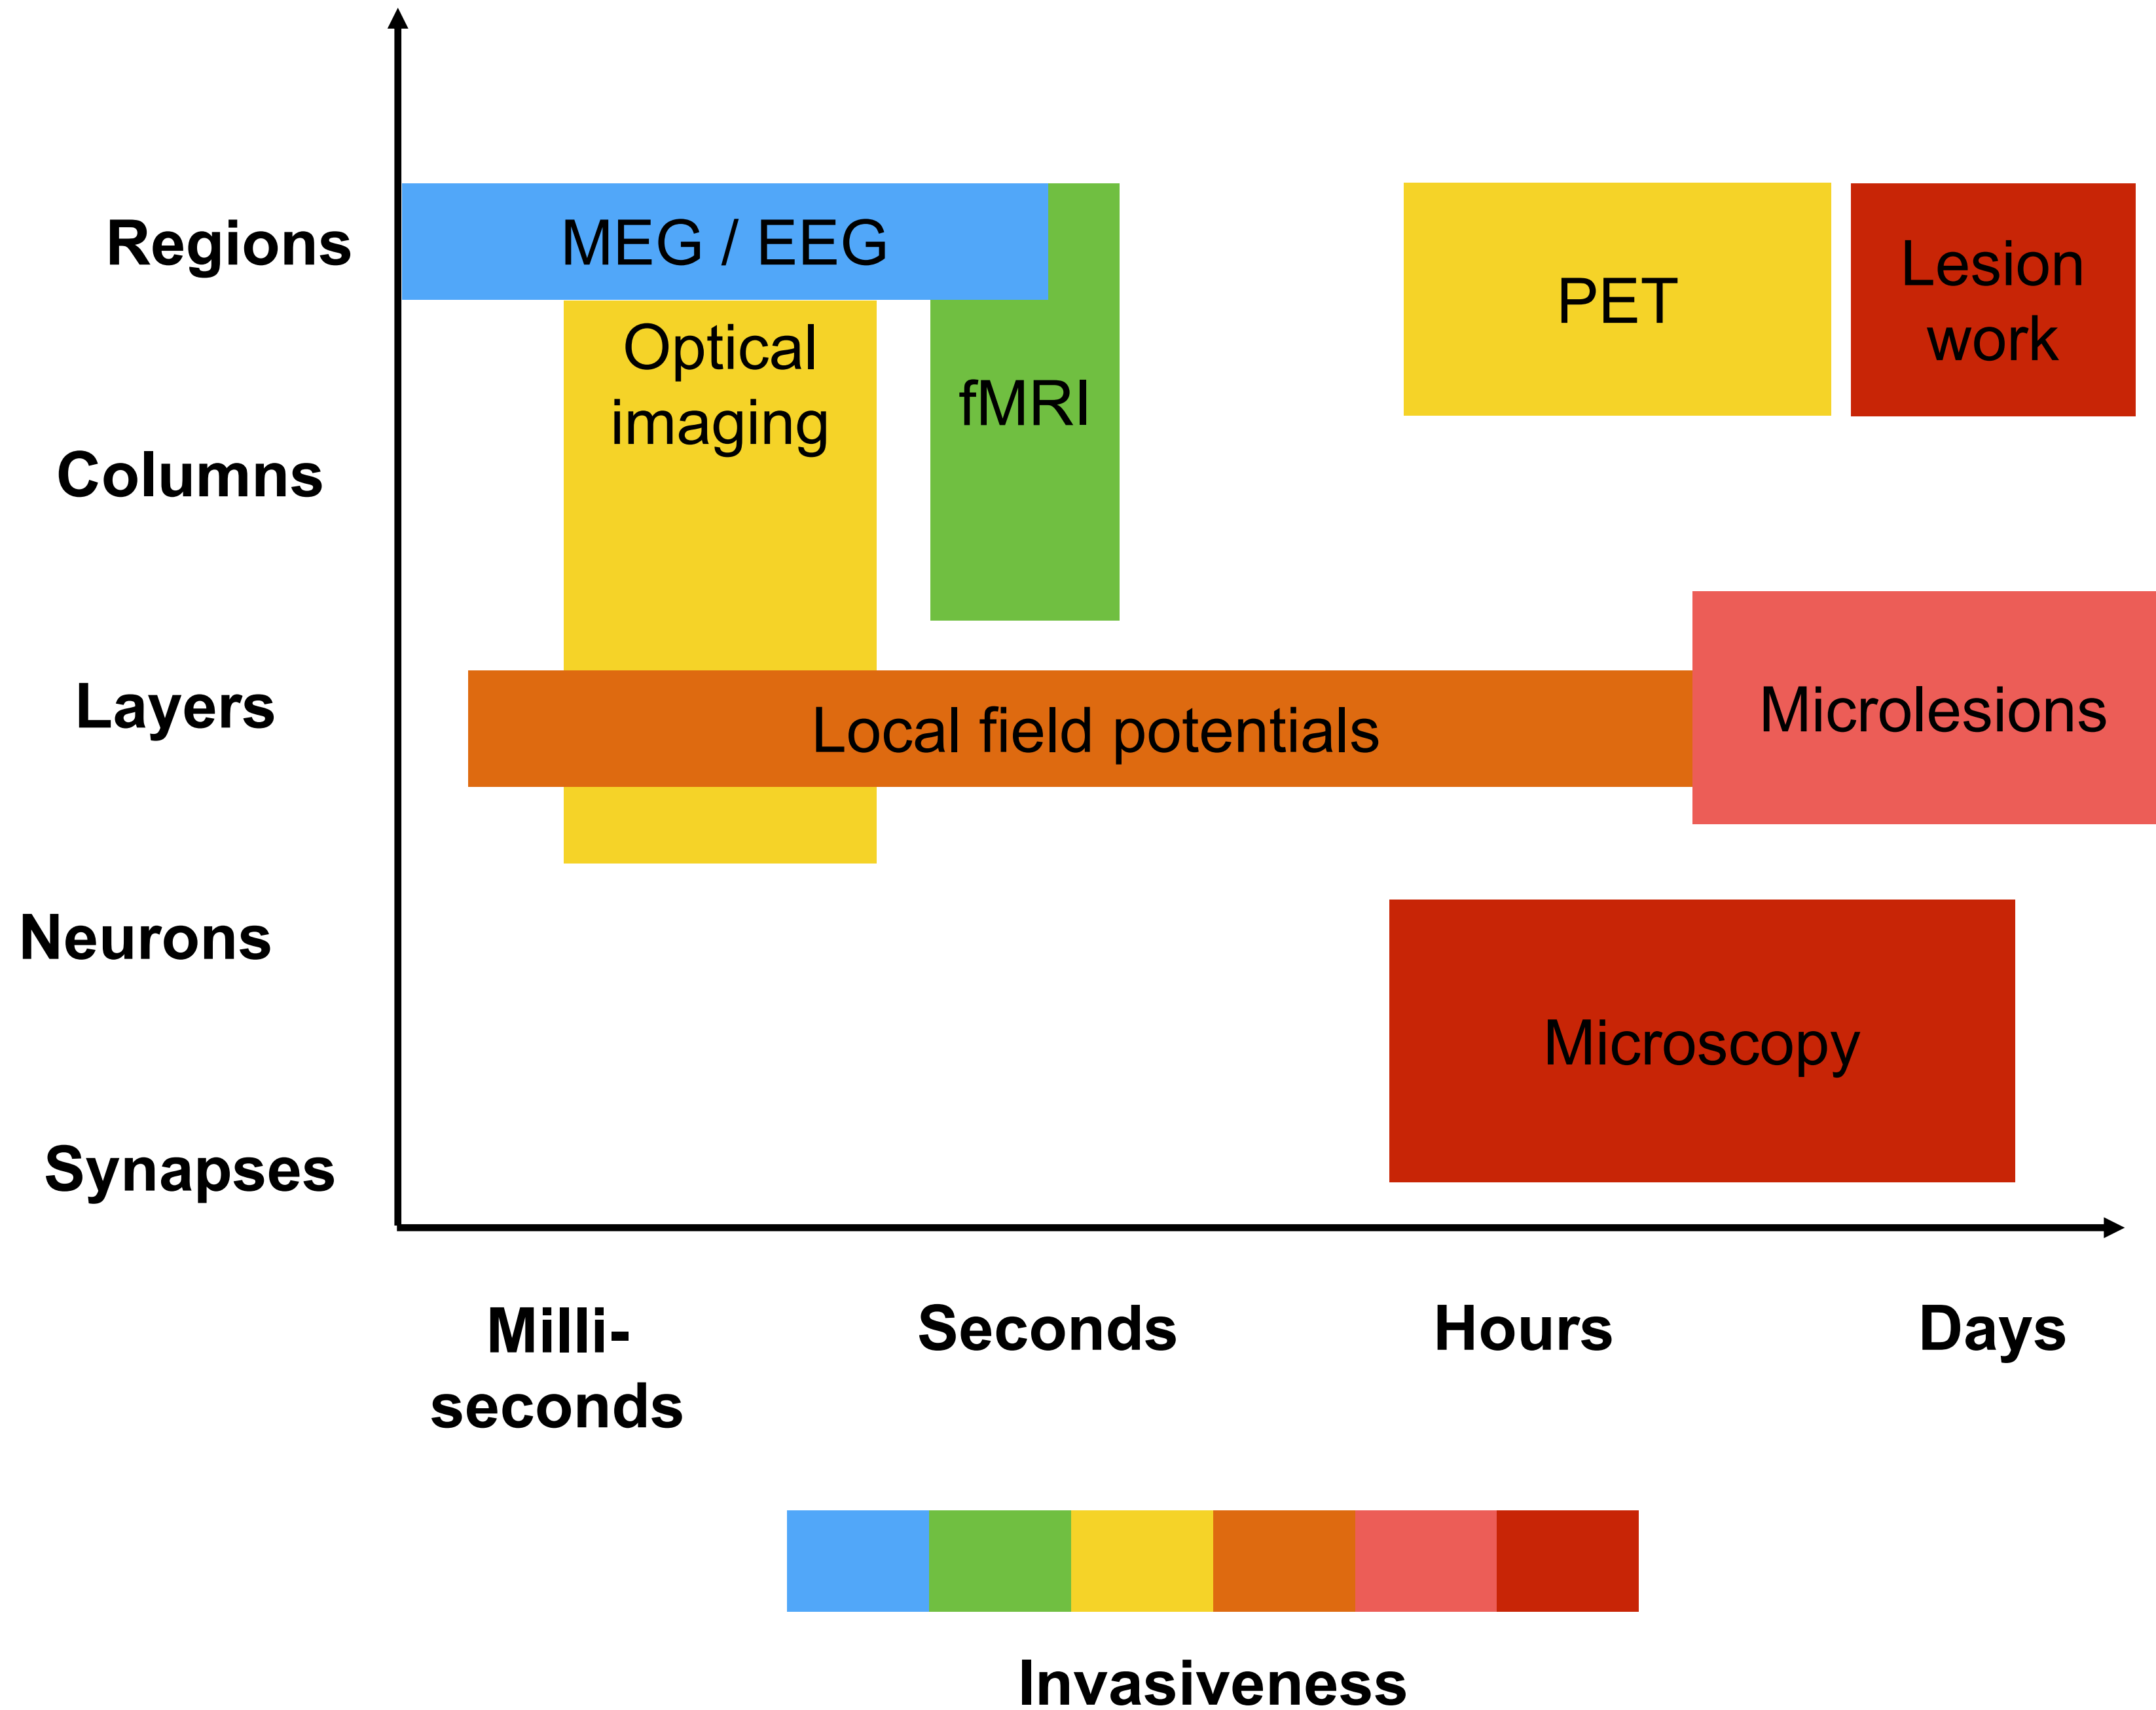 Regions
MEG / EEG
Optical
imaging
fMRI
PET
Lesion
work
Columns
Layers
Local field potentials
Microlesions
Neurons
Microscopy
Synapses
Milli-
seconds
Seconds
Hours
Days
Invasiveness